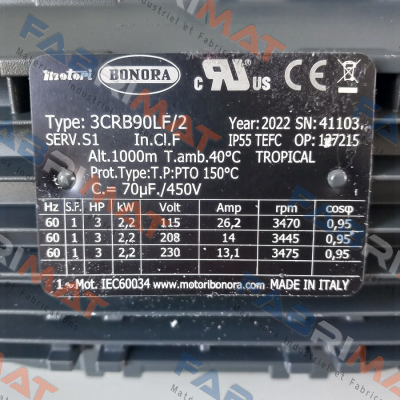 motori BONORA c RU US
Type: 3CRB90LF/2 Year: 2022 SN: 41103
SERV. S1 In.Cl.F IP55 TEFC OP: 127215
Alt.1000m T.amb.40°C TROPICAL
Prot.Type: T.P:PTO 150°C
C.= 70µF./450V
Hz S.F. HP kW Volt Amp rpm cosφ
60 1 3 2,2 115 26,2 3470 0,95
60 1 3 2,2 208 14 3445 0,95
60 1 3 2,2 230 13,1 3475 0,95
1~Mot. IEC60034 www.motoribonora.com MADE IN ITALY
FABRIMAT